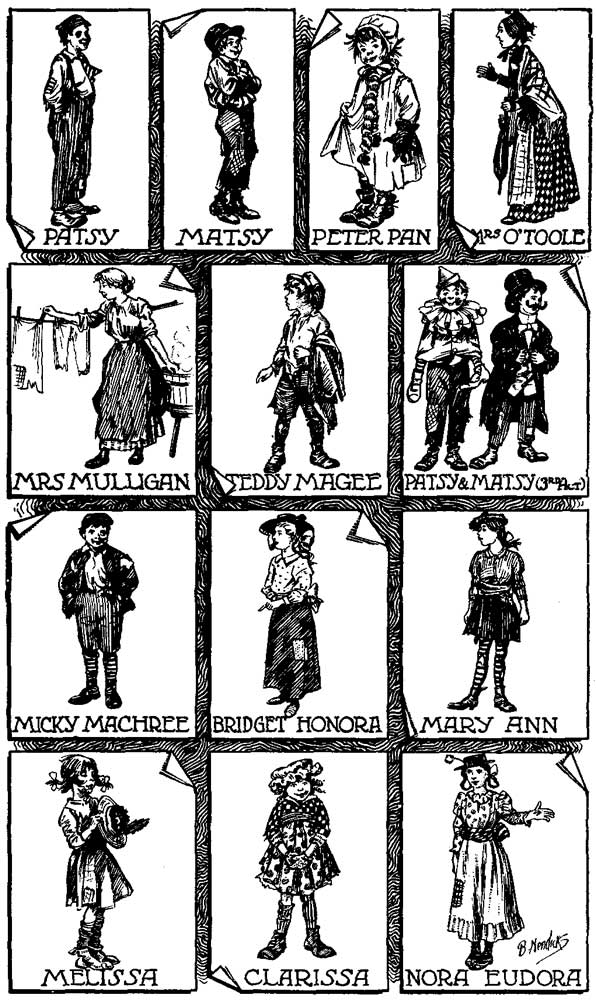 PATSY
MATSY
PETER PAN
MRS O'TOOLE
MRS MULLIGAN
TEDDY MAGEE
PATSY & MATSY (3RD ACT)
MICKY MACHREE
BRIDGET HONORA
MARY ANN
MELISSA
CLARISSA
NORA EUDORA
B. Hendricks